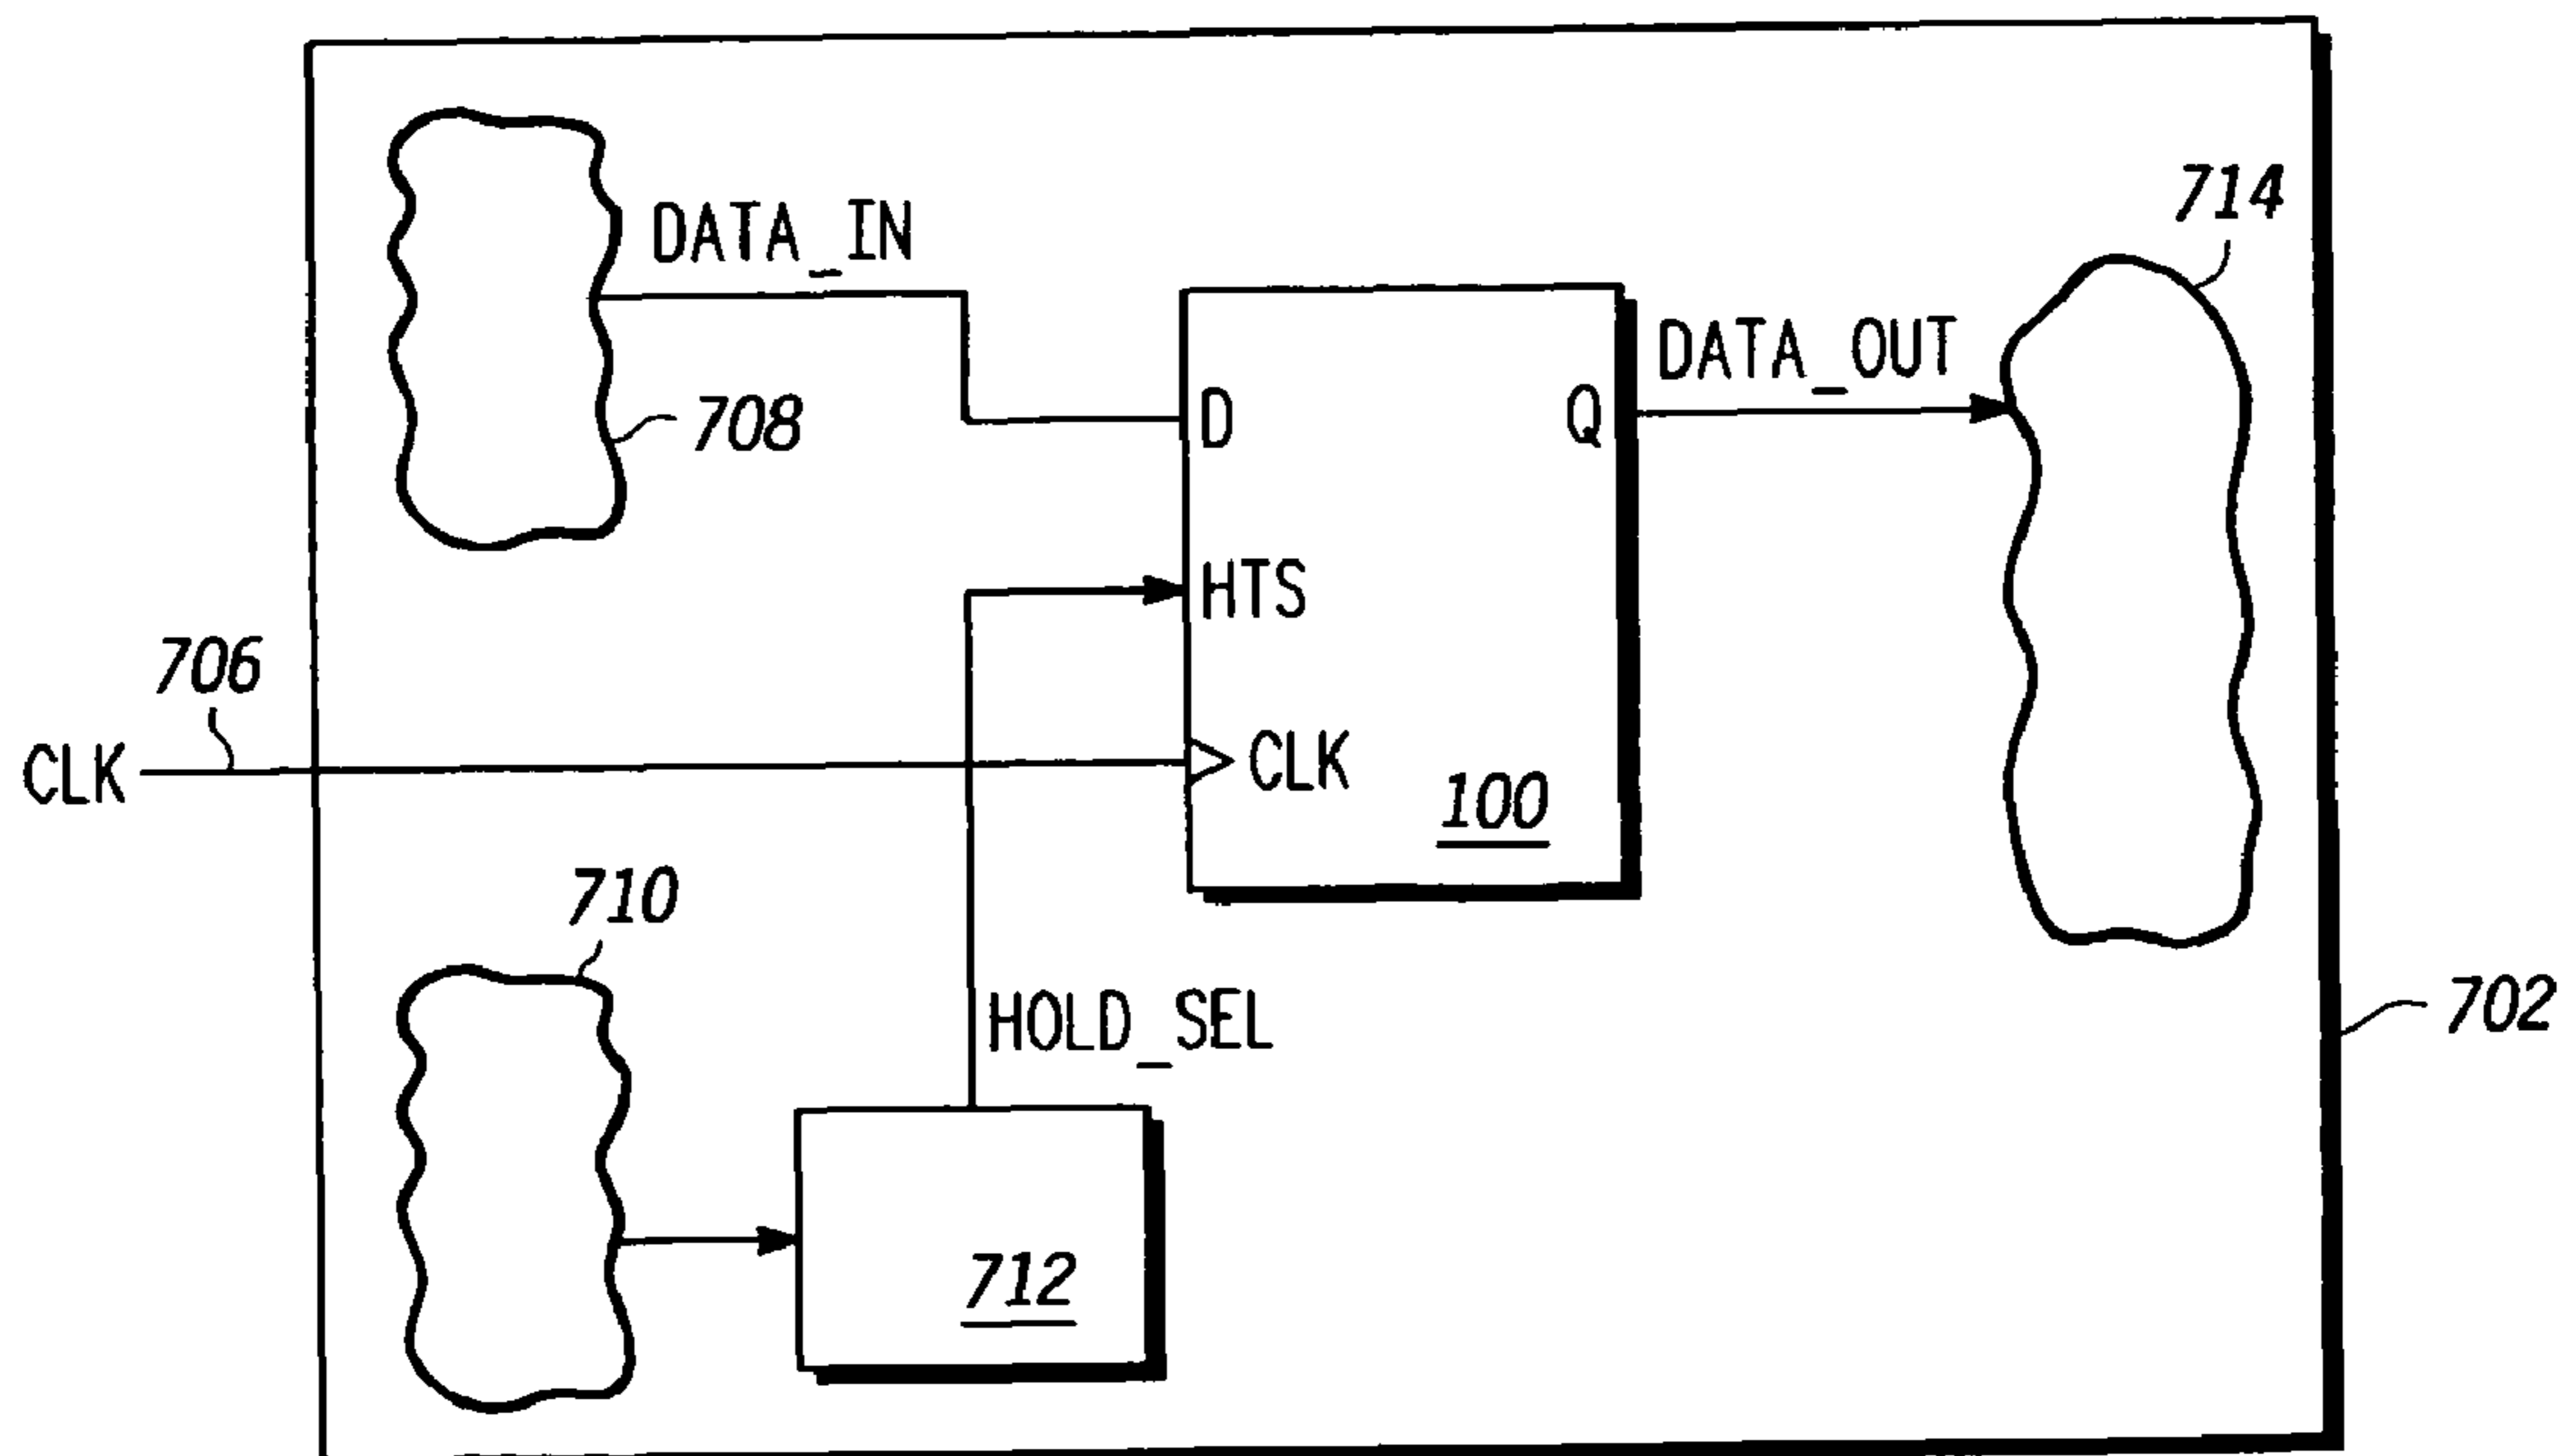 714
DATA_IN
DATA_OUT
708
D
Q
HTS
706
CLK
CLK
100
710
HOLD_SEL
702
712